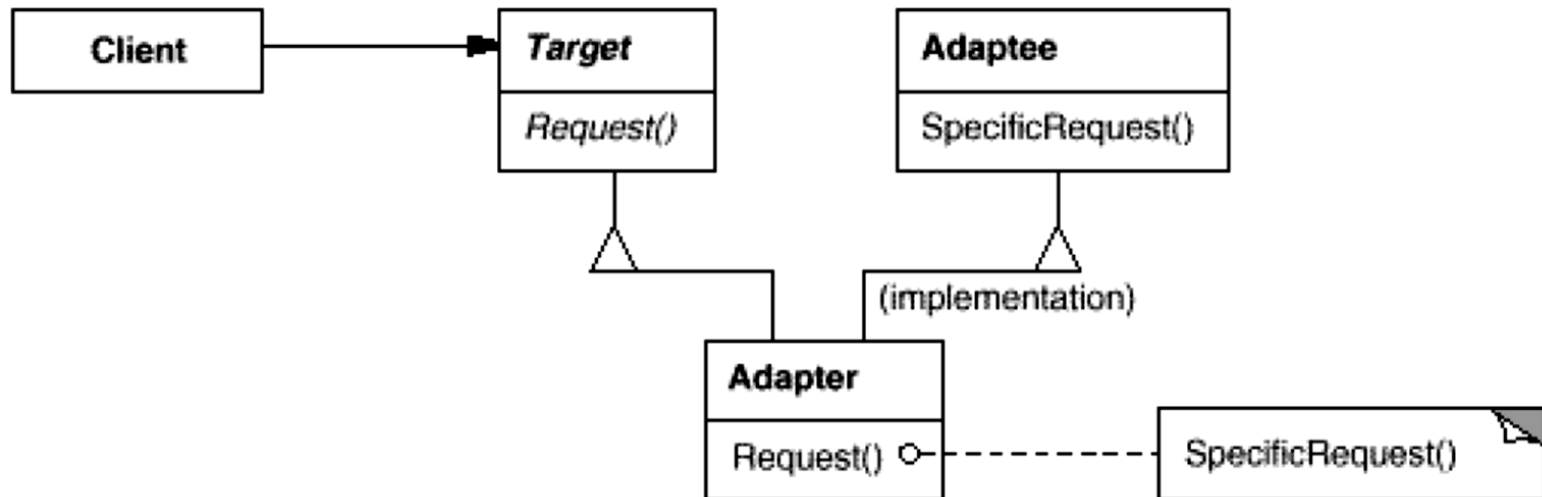 Client
Target
Request()
Adaptee
SpecificRequest()
(implementation)
Adapter
Request()
SpecificRequest()